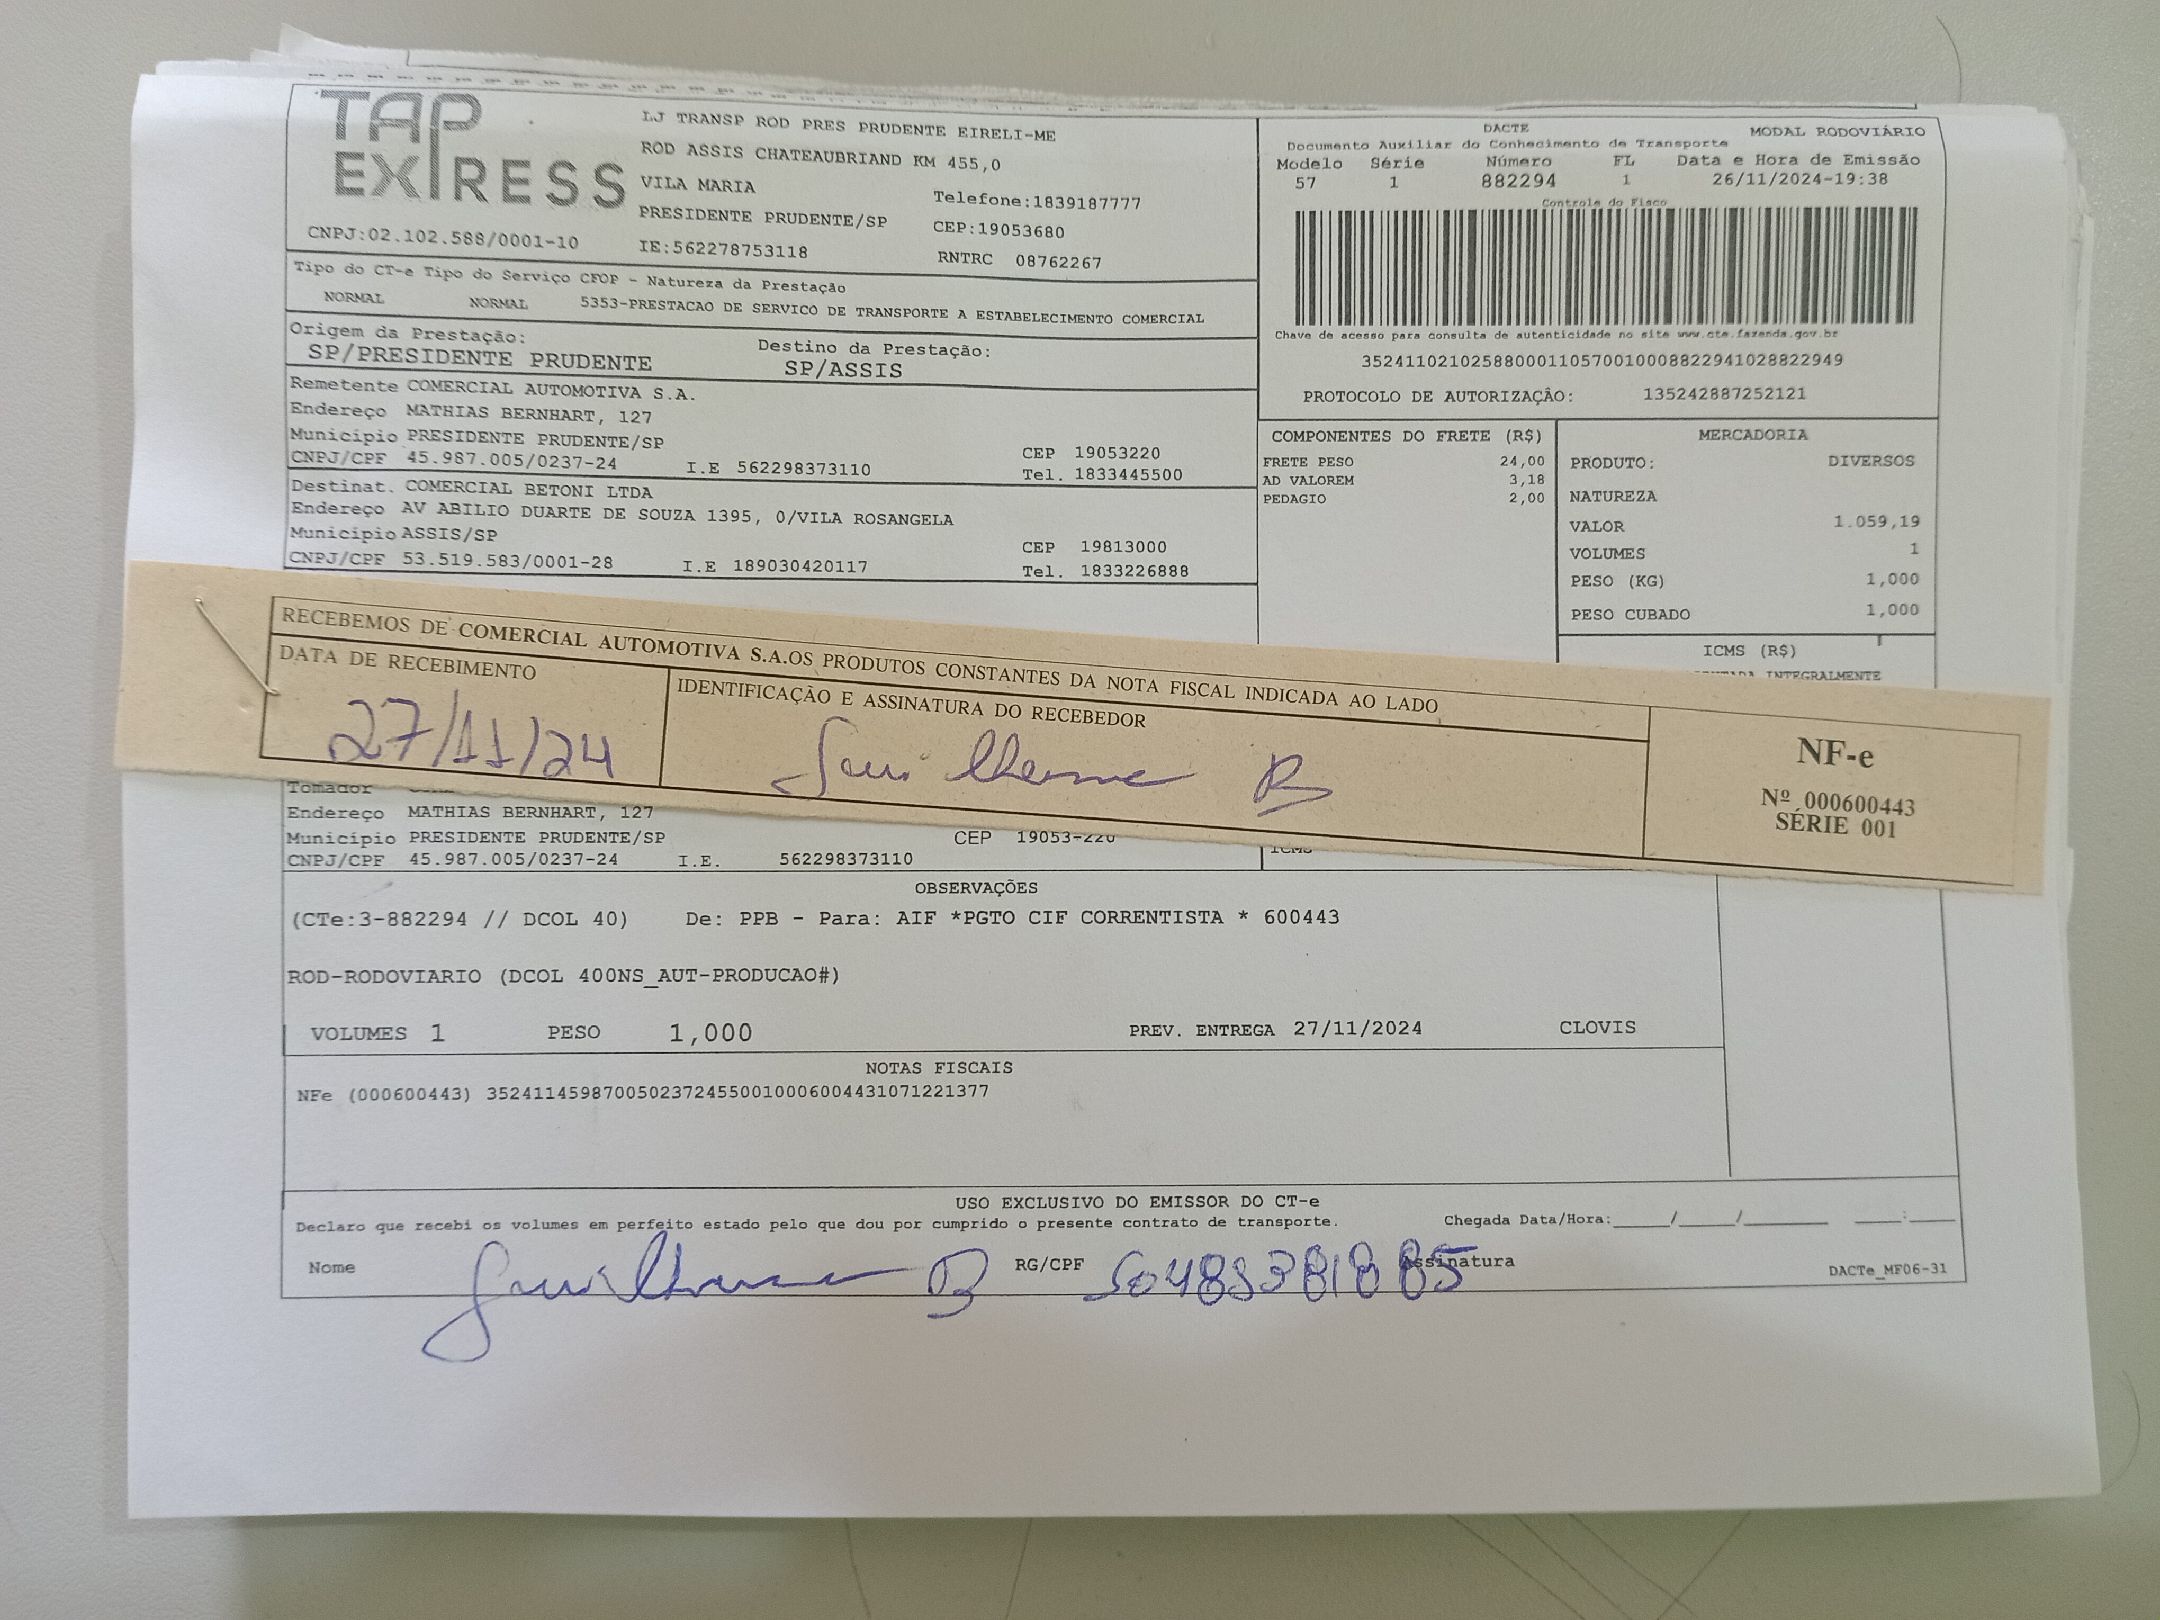 TAP
EXPRESS
CNPJ:02.102.588/0001-10
LJ TRANSP ROD PRES PRUDENTE EIRELI-ME
ROD ASSIS CHATEAUBRIAND KM 455,0
VILA MARIA
Telefone:1839187777
PRESIDENTE PRUDENTE/SP
CEP:19053680
IE:562278753118
RNTRC 08762267
DACTE
MODAL RODOVIÁRIO
Documento Auxiliar do Conhecimento de Transporte
Modelo Série Número FL Data e Hora de Emissão
57 1 882294 1 26/11/2024-19:38
Controle do Fisco
Chave de acesso para consulta de autenticidade no site www.cte.fazenda.gov.br
35241102102588000110570010008822941028822949
PROTOCOLO DE AUTORIZAÇÃO: 135242887252121
Tipo do CT-e Tipo do Serviço CFOP - Natureza da Prestação
NORMAL NORMAL 5353-PRESTACAO DE SERVICO DE TRANSPORTE A ESTABELECIMENTO COMERCIAL
Origem da Prestação: Destino da Prestação:
SP/PRESIDENTE PRUDENTE SP/ASSIS
Remetente COMERCIAL AUTOMOTIVA S.A.
Endereço MATHIAS BERNHART, 127
Município PRESIDENTE PRUDENTE/SP CEP 19053220
CNPJ/CPF 45.987.005/0237-24 I.E 562298373110 Tel. 1833445500
Destinat. COMERCIAL BETONI LTDA
Endereço AV ABILIO DUARTE DE SOUZA 1395, 0/VILA ROSANGELA
Município ASSIS/SP CEP 19813000
CNPJ/CPF 53.519.583/0001-28 I.E 189030420117 Tel. 1833226888
COMPONENTES DO FRETE (R$)
FRETE PESO 24,00
AD VALOREM 3,18
PEDAGIO 2,00
MERCADORIA
PRODUTO: DIVERSOS
NATUREZA
VALOR 1.059,19
VOLUMES 1
PESO (KG) 1,000
PESO CUBADO 1,000
ICMS (R$)
INTEGRALMENTE
RECEBEMOS DE COMERCIAL AUTOMOTIVA S.A.OS PRODUTOS CONSTANTES DA NOTA FISCAL INDICADA AO LADO
DATA DE RECEBIMENTO
27/11/24
IDENTIFICAÇÃO E ASSINATURA DO RECEBEDOR
Guilherme B
NF-e
Nº 000600443
SÉRIE 001
Tomador
Endereço MATHIAS BERNHART, 127
Município PRESIDENTE PRUDENTE/SP CEP 19053-220
CNPJ/CPF 45.987.005/0237-24 I.E. 562298373110
ICMS
OBSERVAÇÕES
(CTe:3-882294 // DCOL 40) De: PPB - Para: AIF *PGTO CIF CORRENTISTA * 600443
ROD-RODOVIARIO (DCOL 400NS_AUT-PRODUCAO#)
VOLUMES 1 PESO 1,000 PREV. ENTREGA 27/11/2024 CLOVIS
NOTAS FISCAIS
NFe (000600443) 35241145987005023724550010006004431071221377
USO EXCLUSIVO DO EMISSOR DO CT-e
Declaro que recebi os volumes em perfeito estado pelo que dou por cumprido o presente contrato de transporte. Chegada Data/Hora:_____/_____/________ ____:____
Nome Guilherme B RG/CPF Assinatura
DACTe_MF06-31